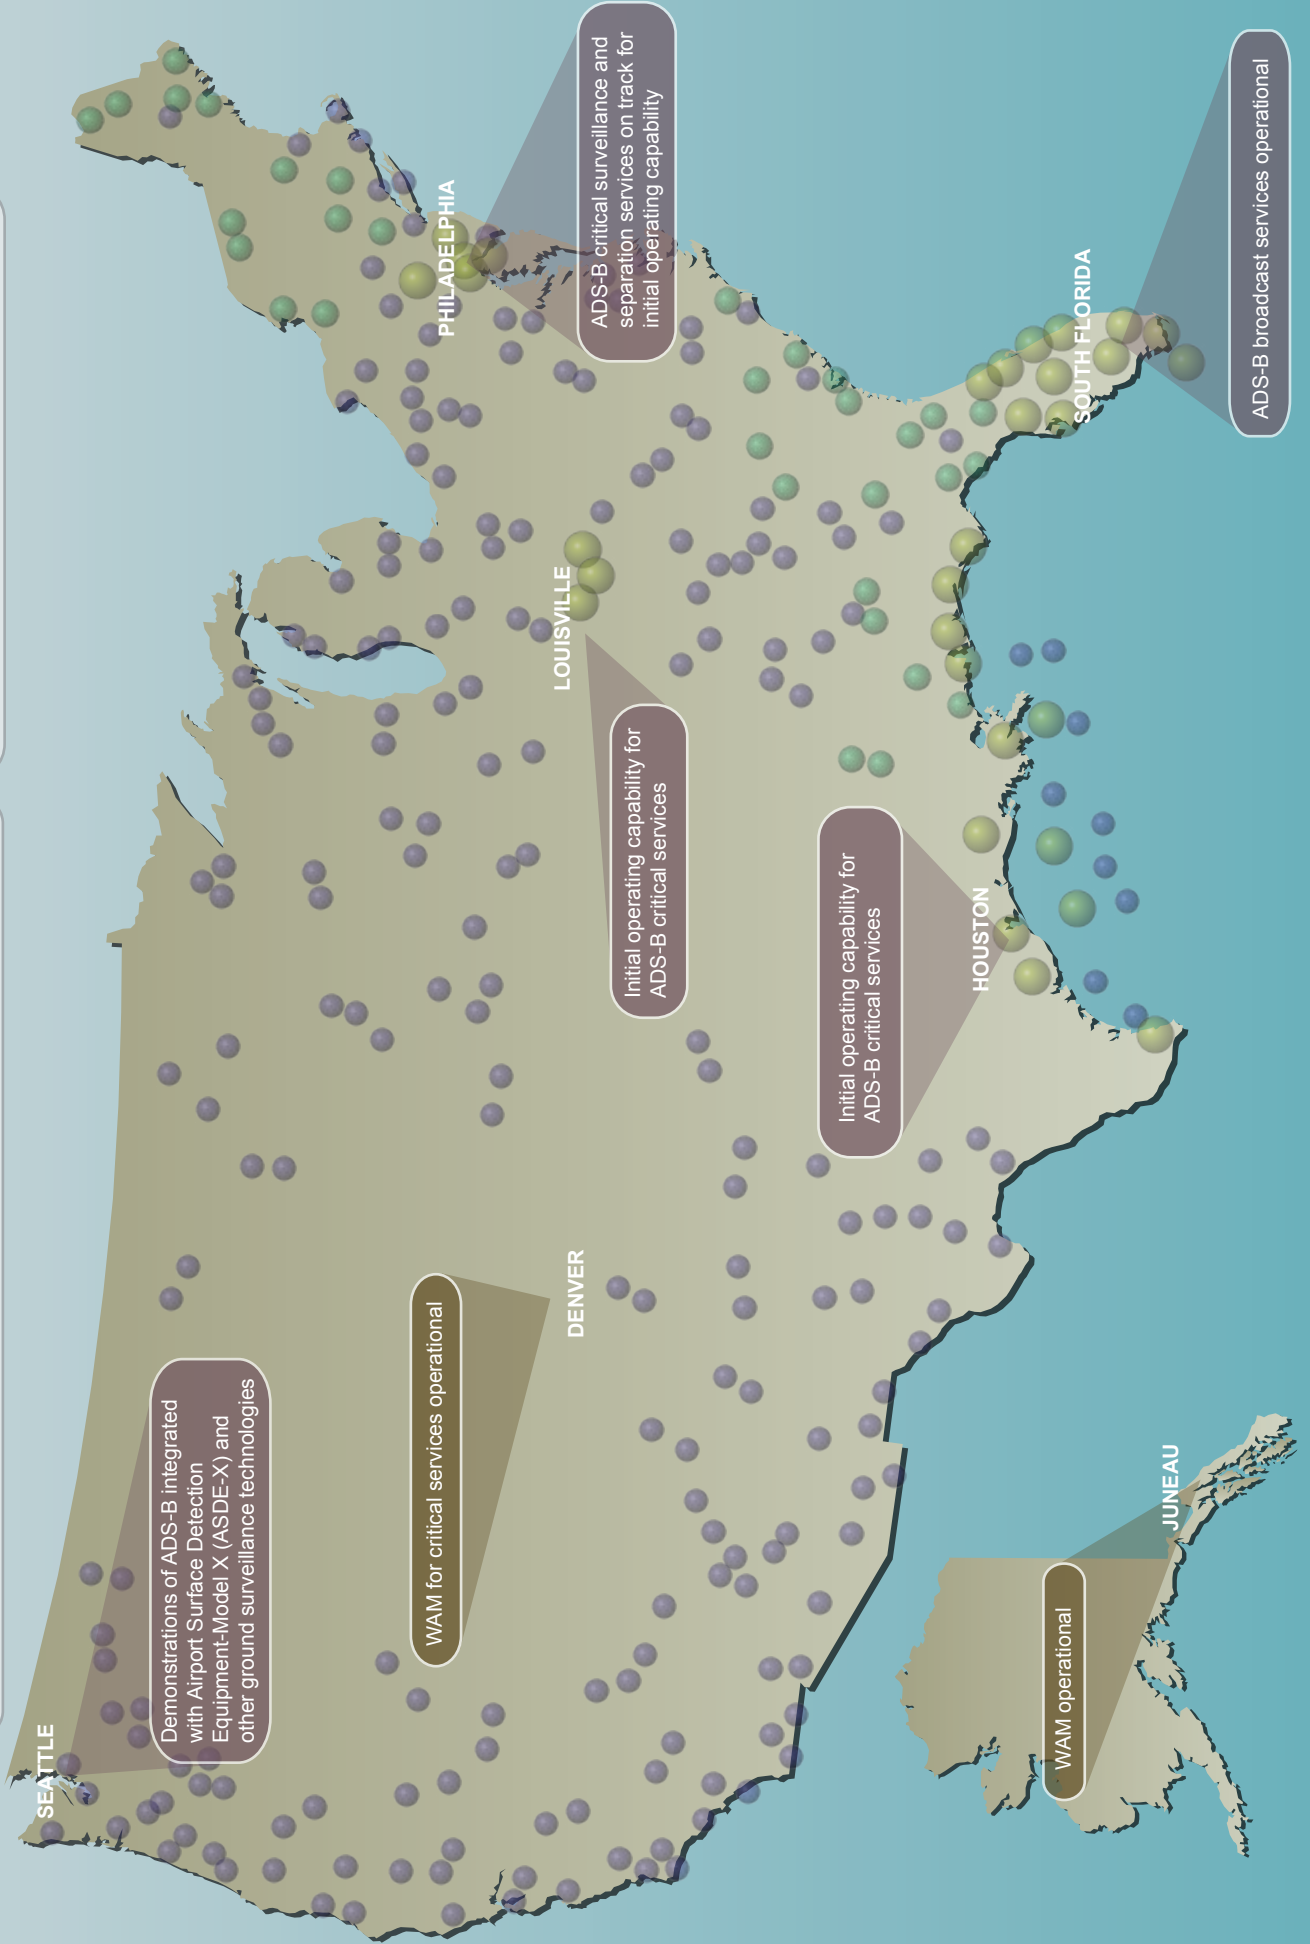 SEATTLE
Demonstrations of ADS-B integrated
with Airport Surface Detection
Equipment-Model X (ASDE-X) and
other ground surveillance technologies
WAM for critical services operational
DENVER
LOUISVILLE
Initial operating capability for
ADS-B critical services
PHILADELPHIA
ADS-B critical surveillance and
separation services on track for
initial operating capability
Initial operating capability for
ADS-B critical services
HOUSTON
SOUTH FLORIDA
ADS-B broadcast services operational
JUNEAU
WAM operational